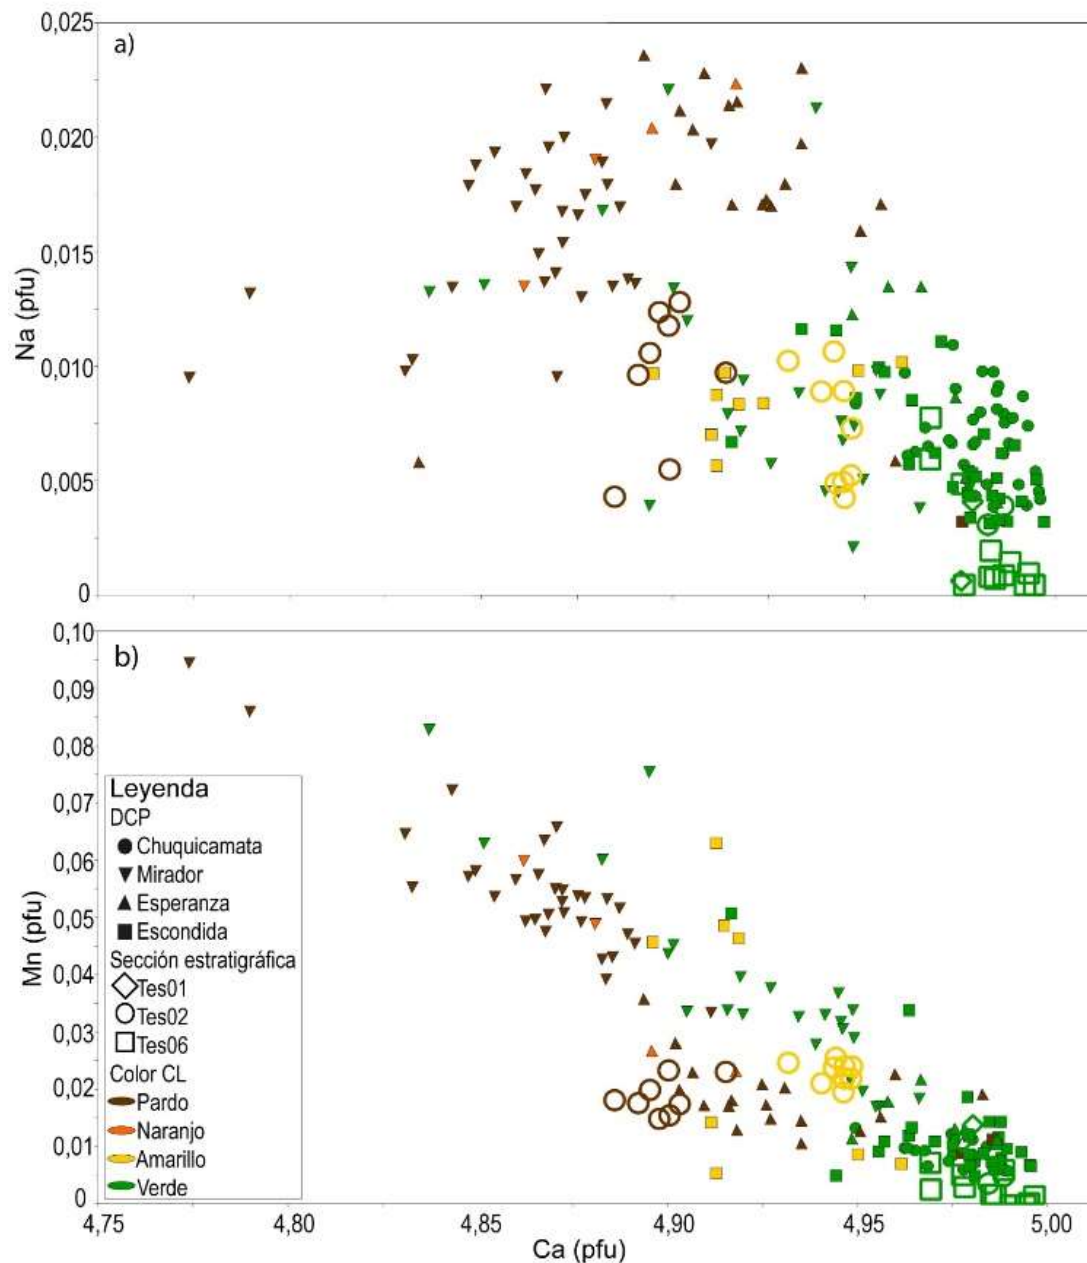 0,025
a)
0,020
0,015
Na (pfu)
0,010
0,005
0
0,10
b)
0,09
0,08
0,07
0,06
0,05
Mn (pfu)
0,04
0,03
0,02
0,01
0
Leyenda
DCP
Chuquicamata
Mirador
Esperanza
Escondida
Sección estratigráfica
Tes01
Tes02
Tes06
Color CL
Pardo
Naranjo
Amarillo
Verde
4,75 4,80 4,85 4,90 4,95 5,00
Ca (pfu)